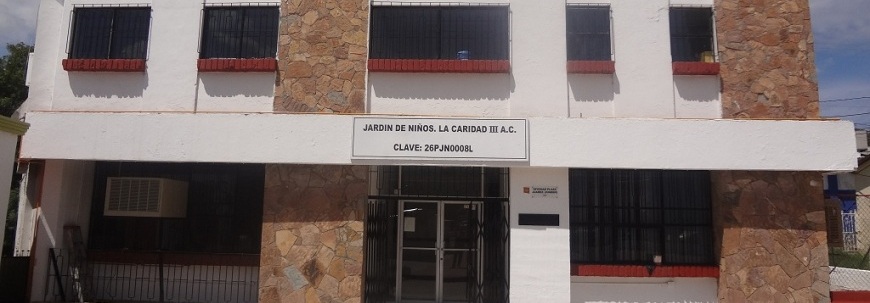 JARDIN DE NIÑOS. LA CARIDAD III A.C.
CLAVE: 26PJN0008L